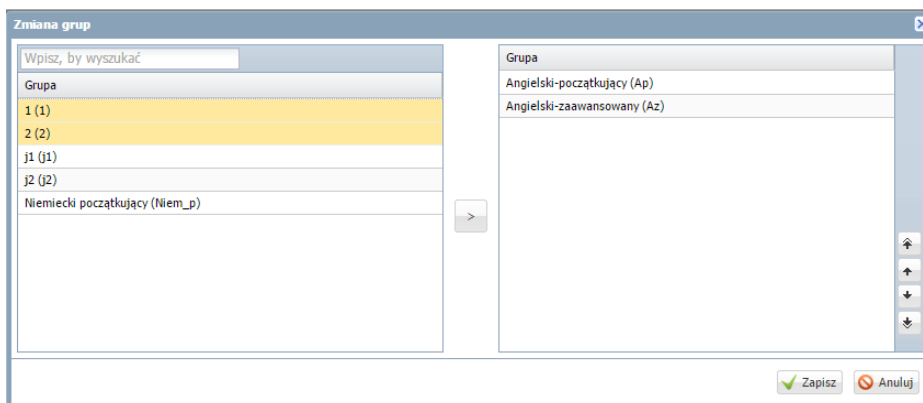 Zmiana grup
Wpisz, by wyszukać
Grupa
1 (1)
2 (2)
j1 (j1)
j2 (j2)
Niemiecki początkujący (Niem_p)
>
Grupa
Angielski-początkujący (Ap)
Angielski-zaawansowany (Az)
Zapisz
Anuluj